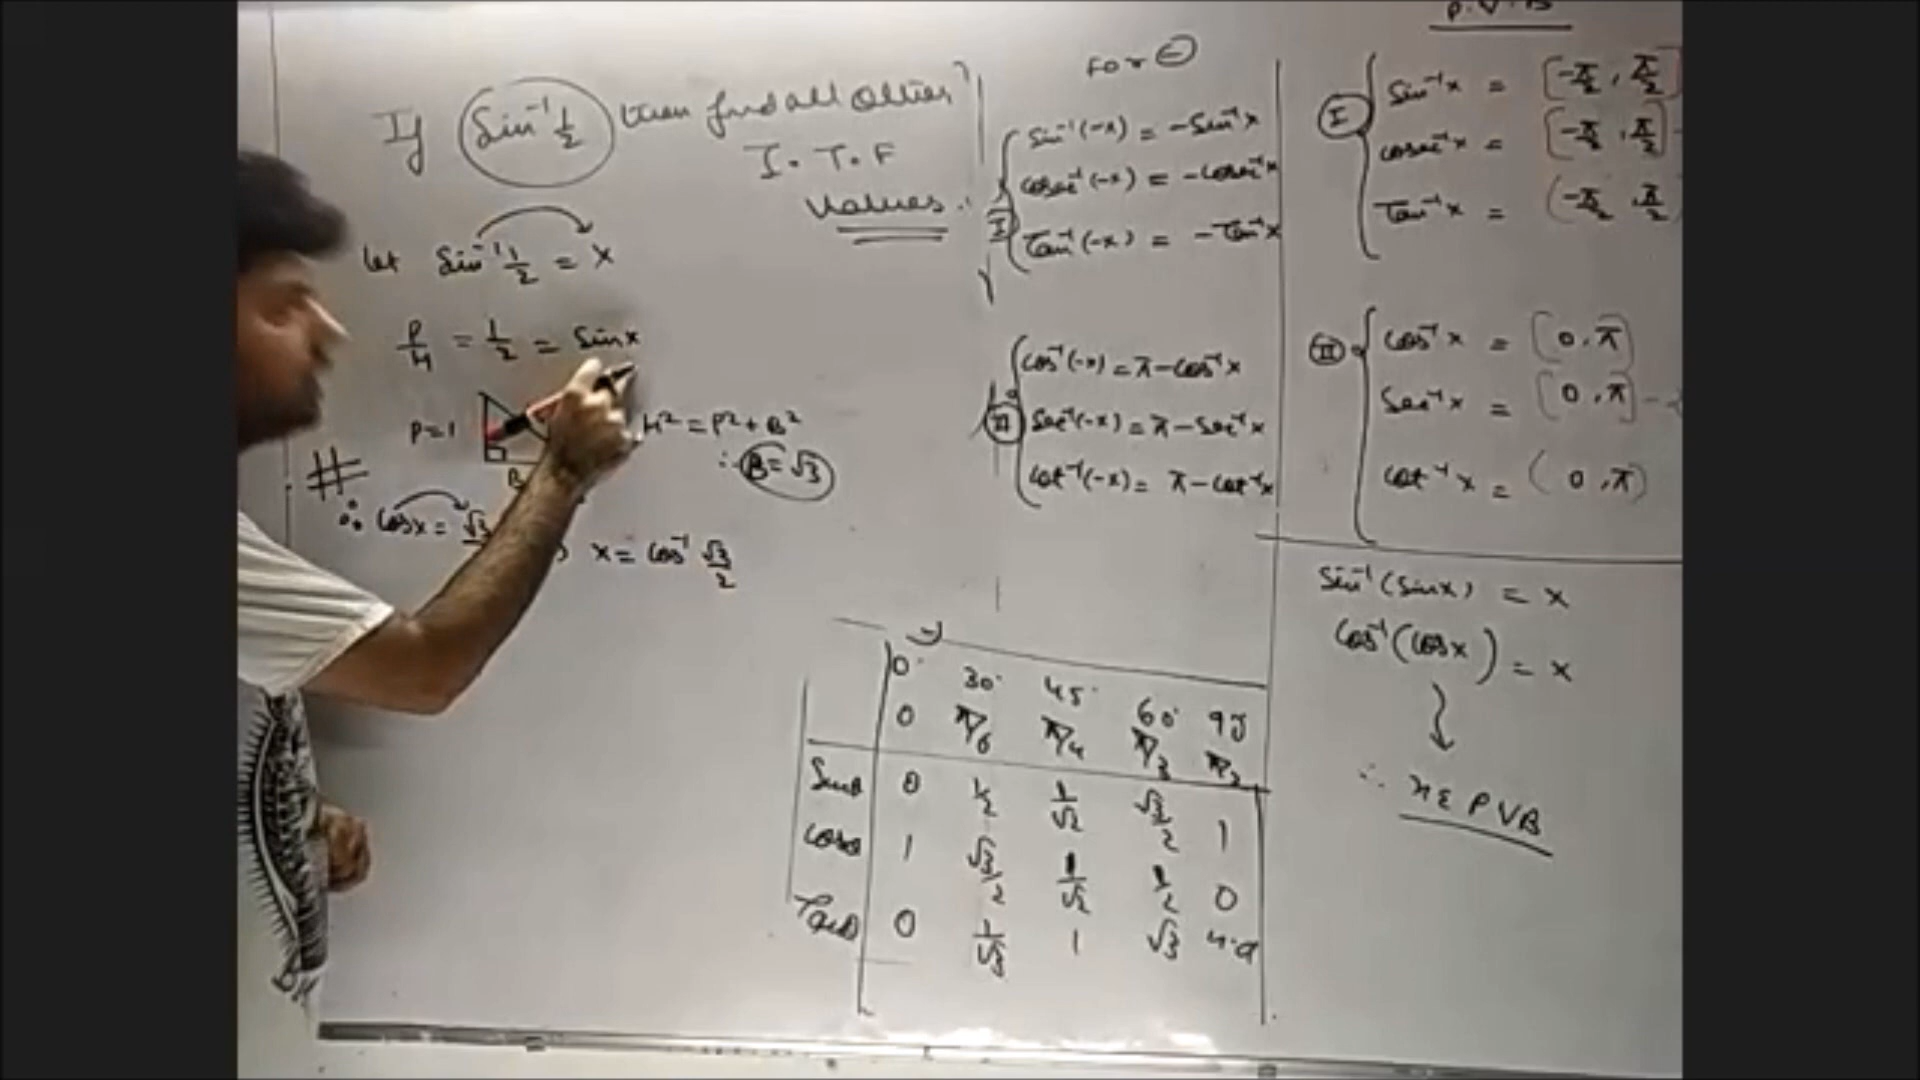 If Sin⁻¹ 1/2 then find all other
I.T.F
Values.
Let Sin⁻¹ 1/2 = x
P/H = 1/2 = Sinx
P=1
H² = P² + B²
∴ B = √3
B
#
∴ Cosx = √3
x = Cos⁻¹ √3/2
For ⊖
I
Sin⁻¹(-x) = -Sin⁻¹x
Cosec⁻¹(-x) = -Cosec⁻¹x
Tan⁻¹(-x) = -Tan⁻¹x
II
Cos⁻¹(-x) = π-Cos⁻¹x
Sec⁻¹(-x) = π-Sec⁻¹x
Cot⁻¹(-x) = π-Cot⁻¹x
P.V.B
I
Sin⁻¹x = [-π/2, π/2]
Cosec⁻¹x = [-π/2, π/2] -
Tan⁻¹x = (-π/2, π/2)
II
Cos⁻¹x = [0, π]
Sec⁻¹x = [0, π] -
Cot⁻¹x = (0, π)
Sin⁻¹(Sinx) = x
Cos⁻¹(Cosx) = x
∴ x ε PVB
0° 30° 45° 60° 90
0 π/6 π/4 π/3 π/2
Sinθ 0 1/2 1/√2 √3/2 1
Cosθ 1 √3/2 1/√2 1/2 0
Tanθ 0 1/√3 1 √3 n.d